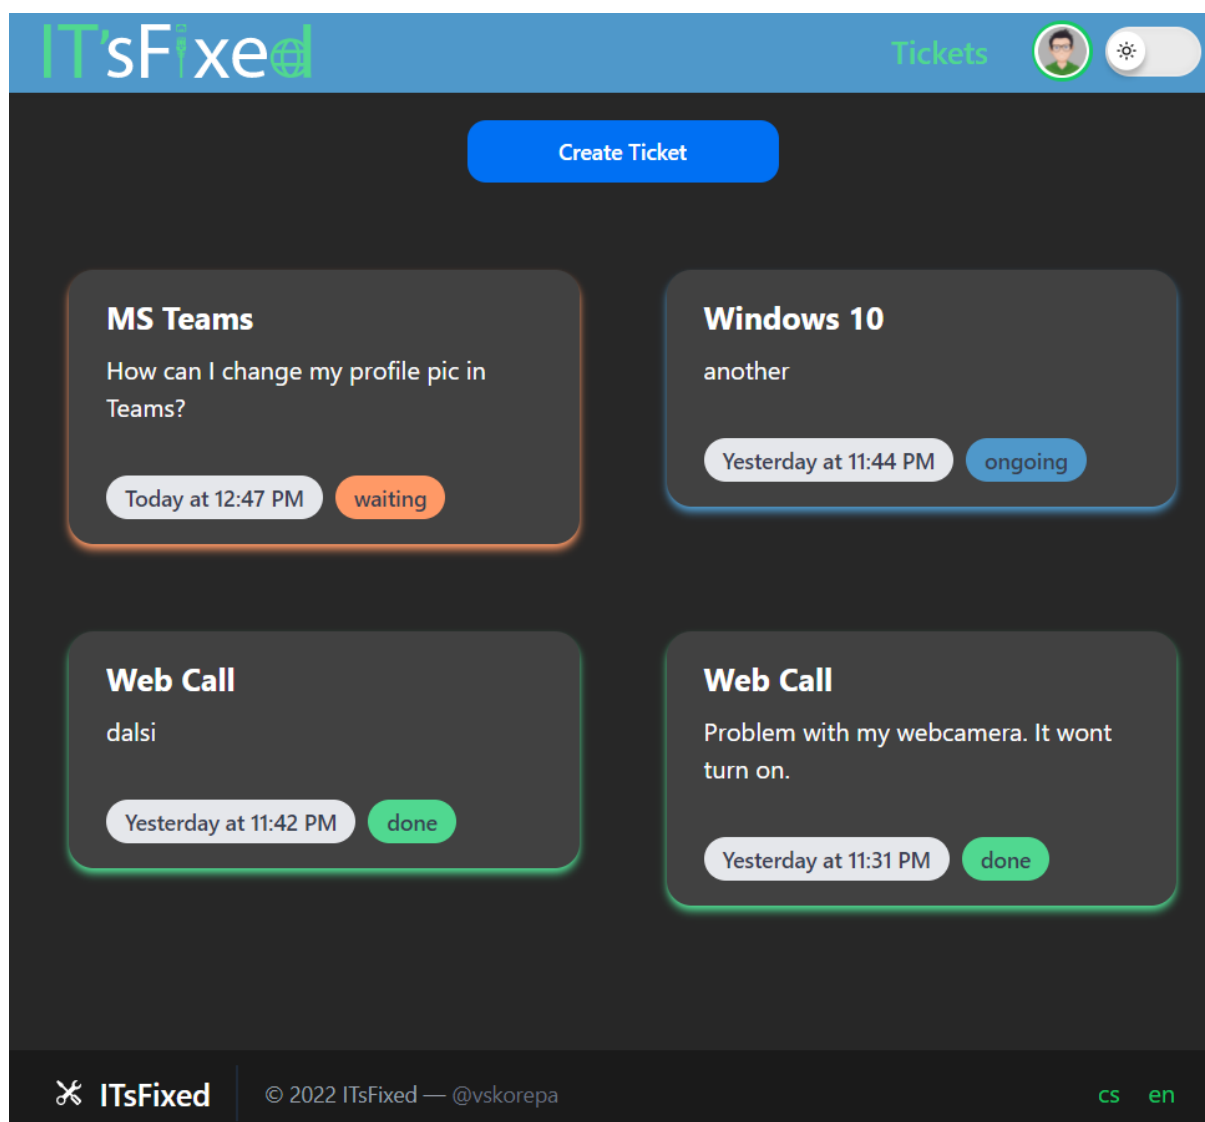 IT'sFixed
Tickets
Create Ticket
MS Teams
How can I change my profile pic in
Teams?
Today at 12:47 PM waiting
Windows 10
another
Yesterday at 11:44 PM ongoing
Web Call
dalsi
Yesterday at 11:42 PM done
Web Call
Problem with my webcamera. It wont
turn on.
Yesterday at 11:31 PM done
ITsFixed © 2022 ITsFixed — @vskorepa cs en